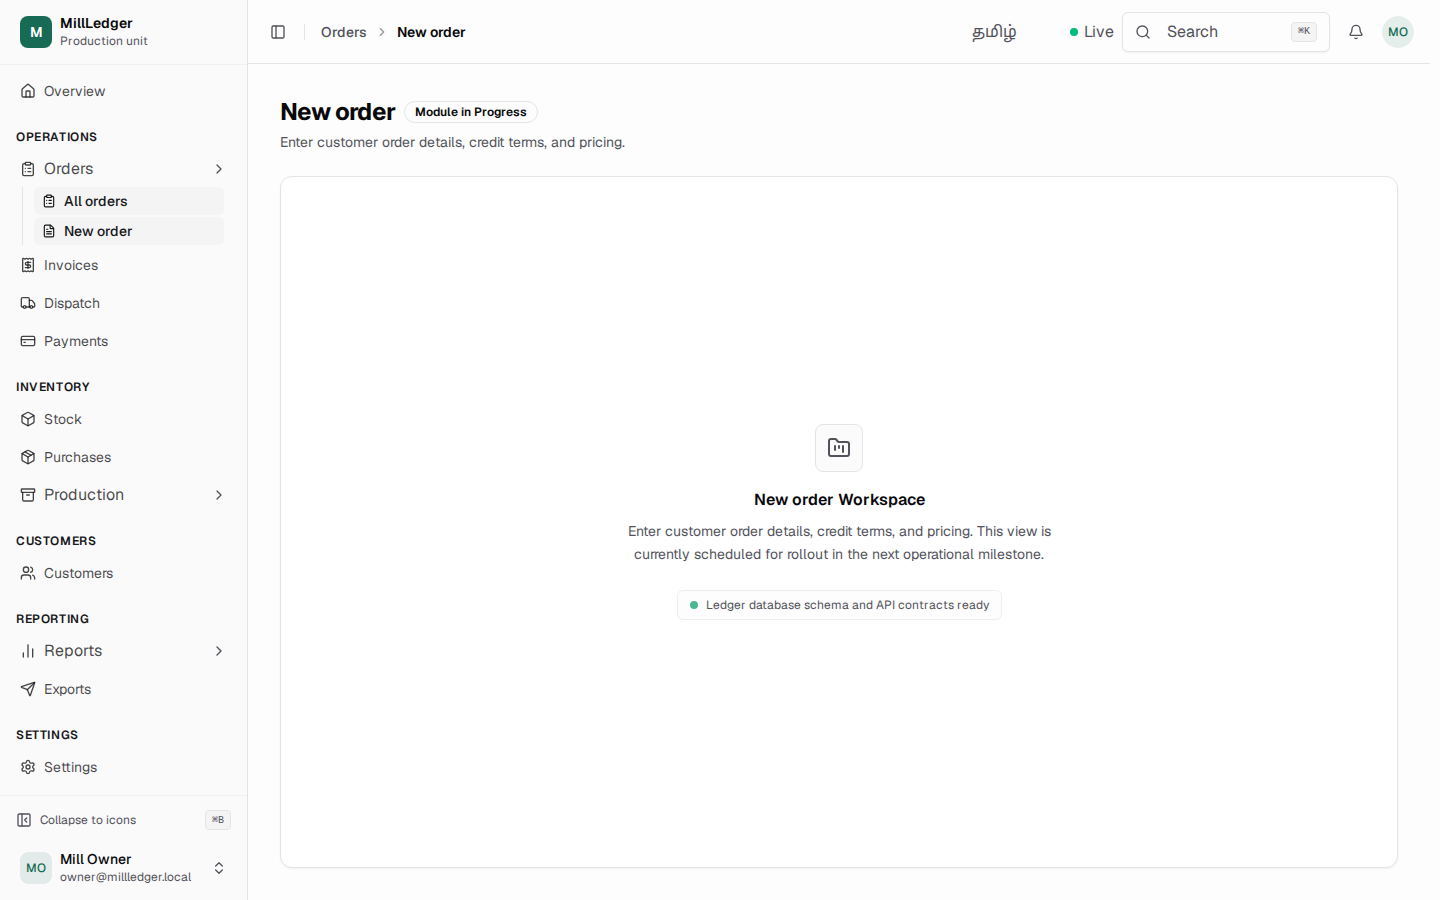 M
MillLedger
Production unit
Orders
New order
தமிழ்
Live
Search
⌘K
MO
Overview
OPERATIONS
Orders
All orders
New order
Invoices
Dispatch
Payments
INVENTORY
Stock
Purchases
Production
CUSTOMERS
Customers
REPORTING
Reports
Exports
SETTINGS
Settings
Collapse to icons
⌘B
MO
Mill Owner
owner@millledger.local
New order
Module in Progress
Enter customer order details, credit terms, and pricing.
New order Workspace
Enter customer order details, credit terms, and pricing. This view is
currently scheduled for rollout in the next operational milestone.
Ledger database schema and API contracts ready